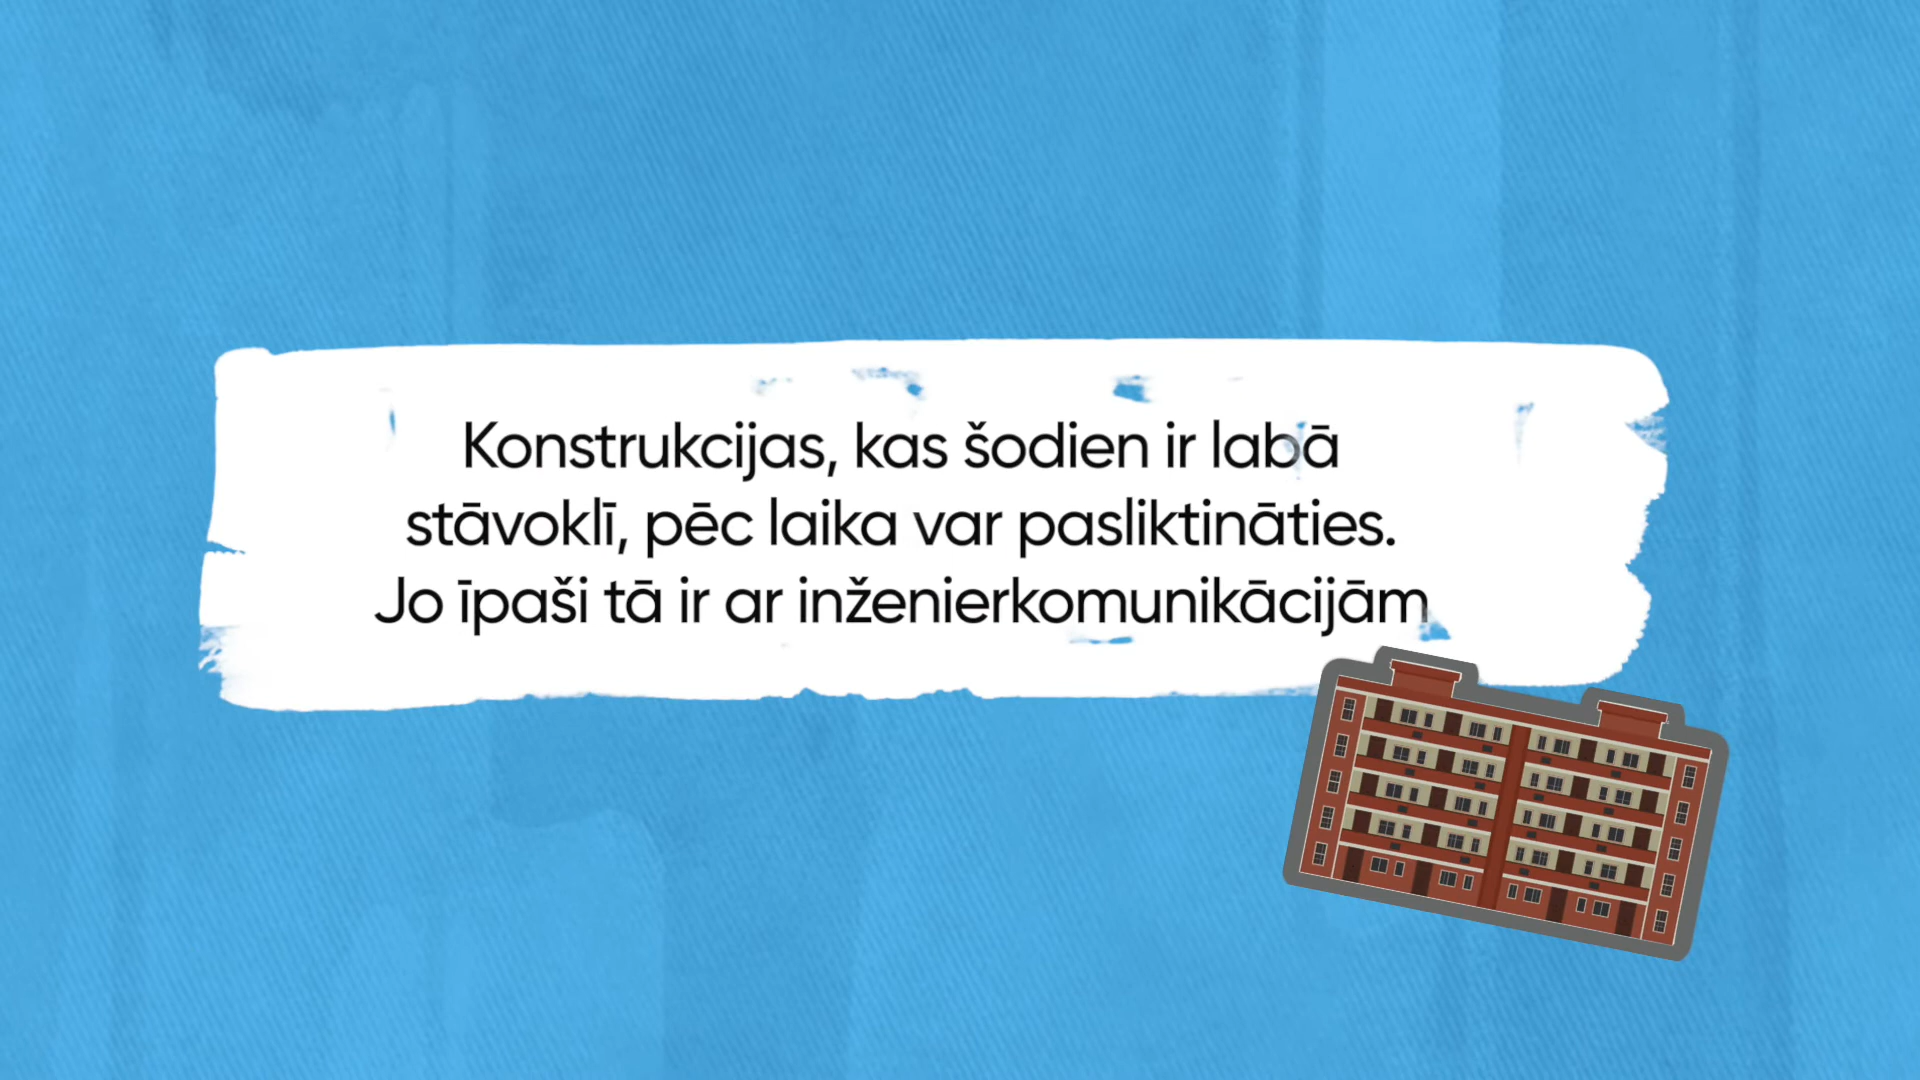 Konstrukcijas, kas šodien ir labā
stāvoklī, pēc laika var pasliktināties.
Jo īpaši tā ir ar inženierkomunikācijām